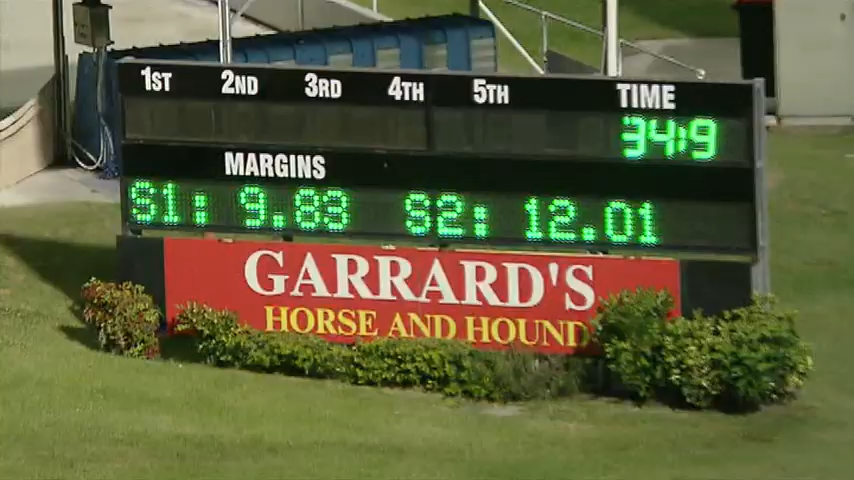 1ST 2ND 3RD 4TH 5TH TIME
34:9
MARGINS
S1: 9.83 S2: 12.01
GARRARD'S
HORSE AND HOUND